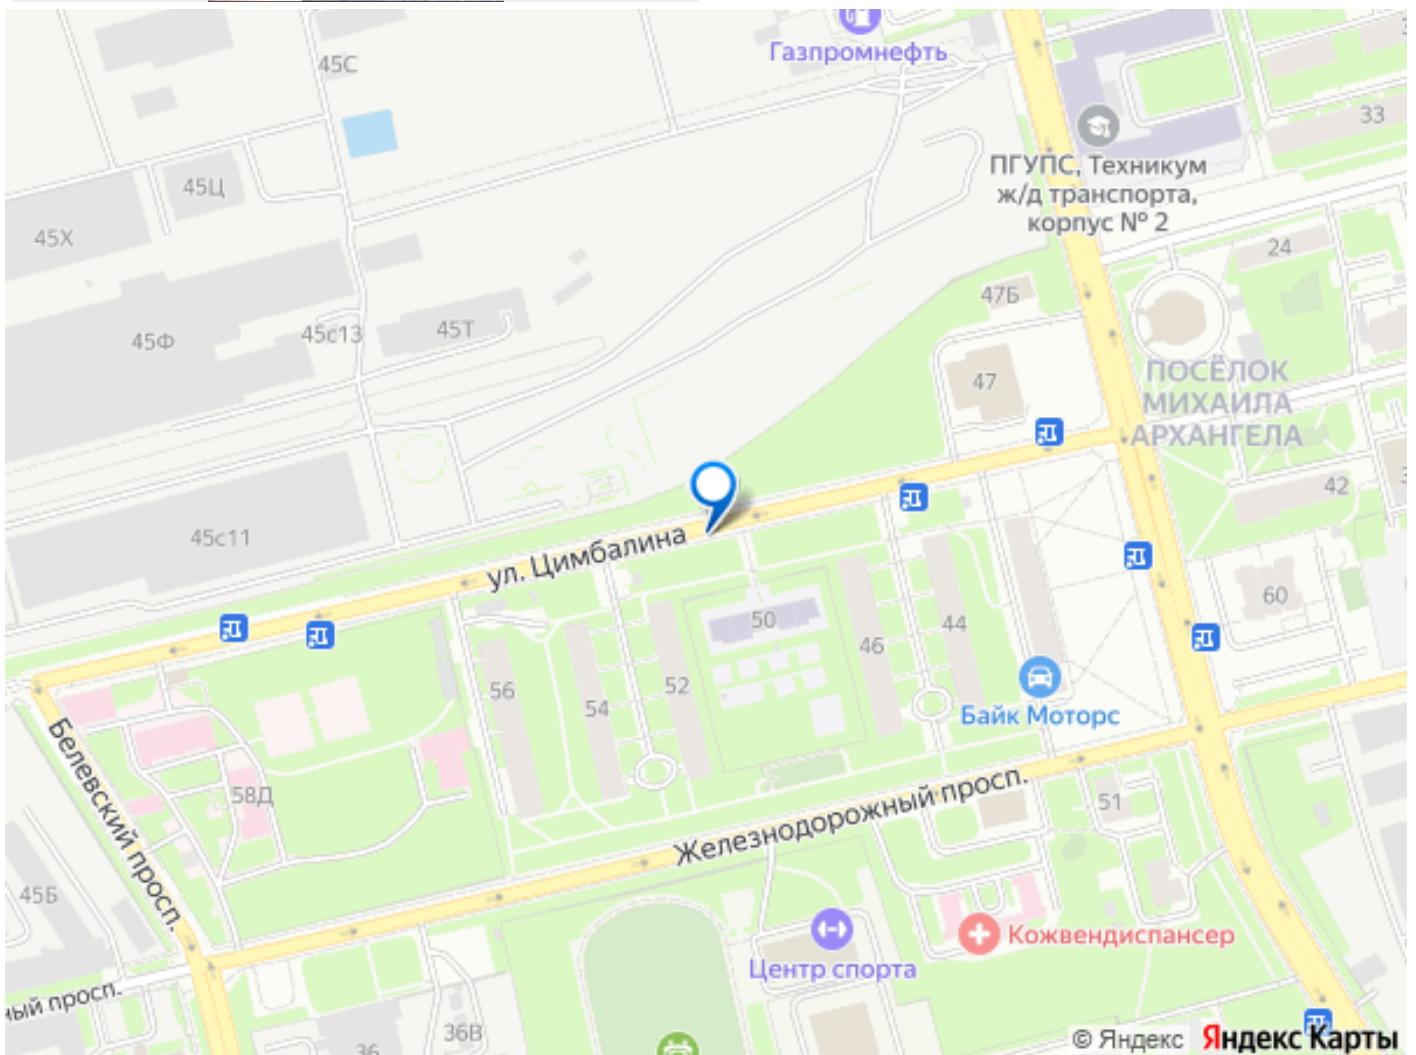 Газпромнефть
45С
33
ПГУПС, Техникум
ж/д транспорта,
корпус № 2
45Ц
45Х
24
47Б
45Ф
45с13
45Т
47
ПОСЁЛОК
МИХАИЛА
АРХАНГЕЛА
42
45с11
ул. Цимбалина
60
50
44
46
56
54
52
Байк Моторс
Белевский просп.
58Д
Железнодорожный просп.
51
45Б
Кожвендиспансер
Центр спорта
ный просп.
36В
36
© Яндекс Яндекс Карты